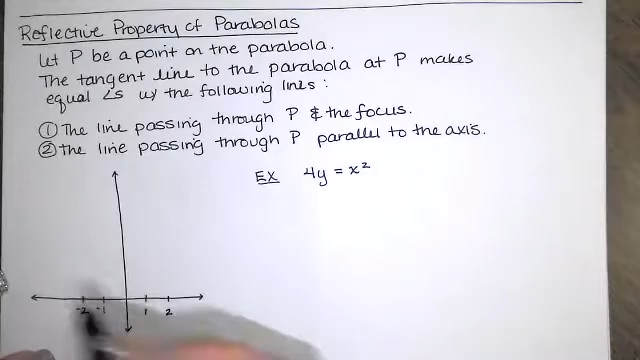 Reflective Property of Parabolas
Let P be a point on the parabola.
The tangent line to the parabola at P makes
equal ∠s w/ the following lines:
① The line passing through P & the focus.
② the line passing through P parallel to the axis.
EX 4y = x²
-2 -1 1 2